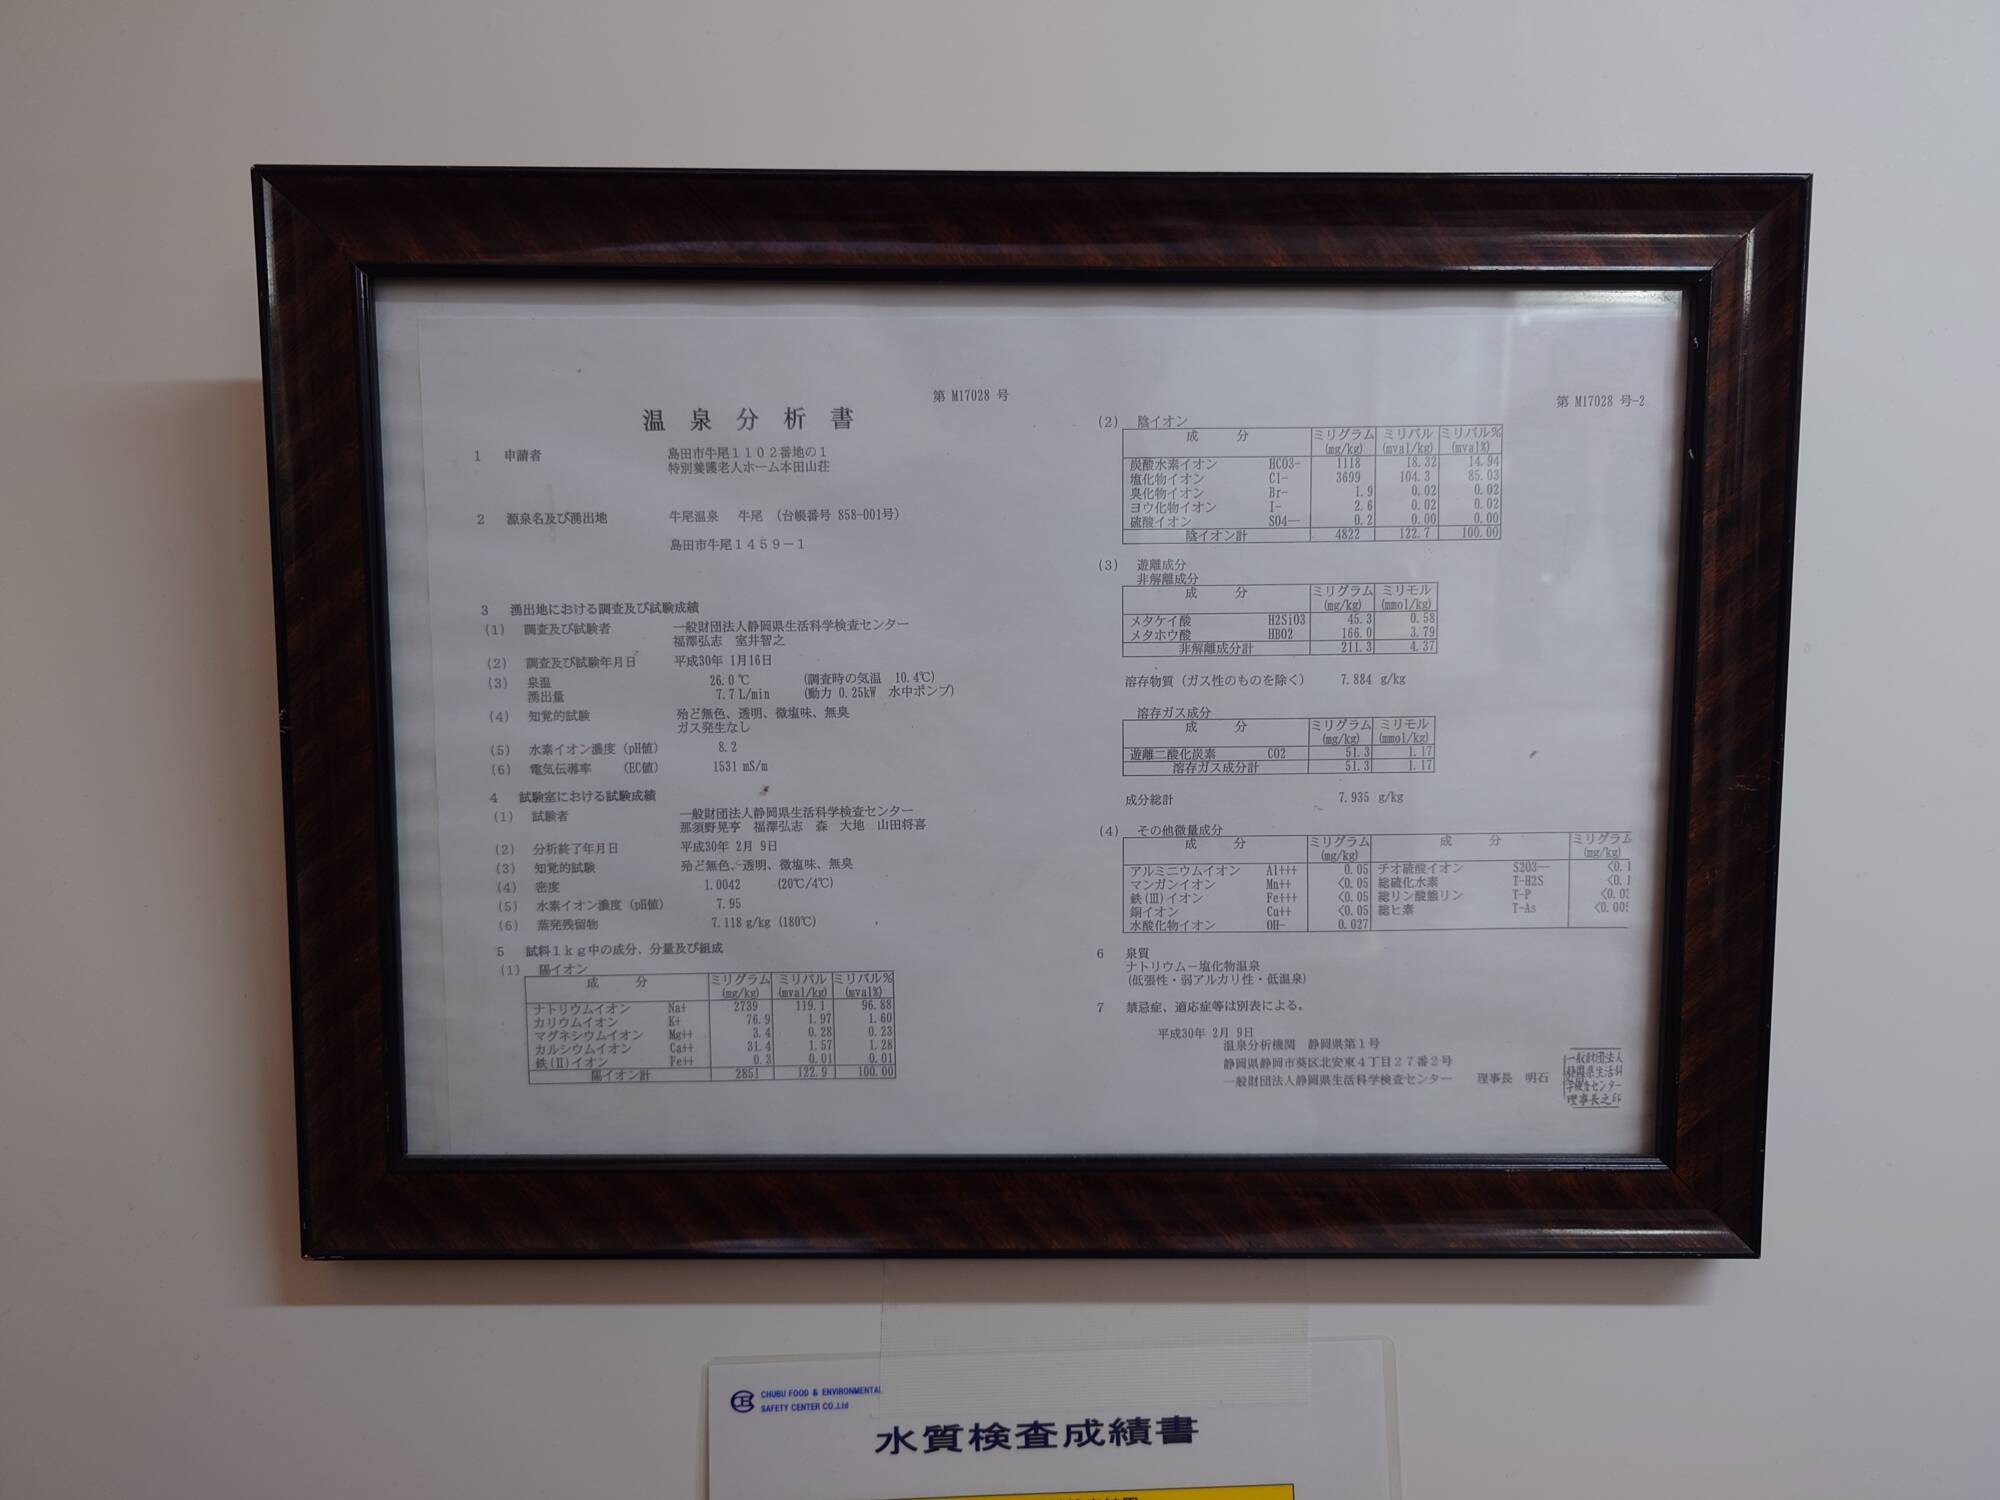 第 M17028 号
温泉分析書
1 申請者 島田市牛尾1102番地の1
特別養護老人ホーム本田山荘
2 源泉名及び湧出地 牛尾温泉 牛尾 (台帳番号 858-001号)
島田市牛尾1459-1
3 湧出地における調査及び試験成績
(1) 調査及び試験者 一般財団法人静岡県生活科学検査センター
福澤弘志 室井智之
(2) 調査及び試験年月日 平成30年 1月16日
(3) 泉温 26.0 ℃ (調査時の気温 10.4℃)
湧出量 7.7 L/min (動力 0.25kW 水中ポンプ)
(4) 知覚的試験 殆ど無色、透明、微塩味、無臭
ガス発生なし
(5) 水素イオン濃度 (pH値) 8.2
(6) 電気伝導率 (EC値) 1531 mS/m
4 試験室における試験成績
(1) 試験者 一般財団法人静岡県生活科学検査センター
那須野晃亨 福澤弘志 森 大地 山田将喜
(2) 分析終了年月日 平成30年 2月 9日
(3) 知覚的試験 殆ど無色、透明、微塩味、無臭
(4) 密度 1.0042 (20℃/4℃)
(5) 水素イオン濃度 (pH値) 7.95
(6) 蒸発残留物 7.118 g/kg (180℃)
5 試料1kg中の成分、分量及び組成
(1) 陽イオン
成 分 ミリグラム ミリバル ミリバル%
(mg/kg) (mval/kg) (mval%)
ナトリウムイオン Na+ 2739 119.1 96.88
カリウムイオン K+ 76.9 1.97 1.60
マグネシウムイオン Mg++ 3.4 0.28 0.23
カルシウムイオン Ca++ 31.4 1.57 1.28
鉄(II)イオン Fe++ 0.3 0.01 0.01
陽イオン計 2851 122.9 100.00
第 M17028 号-2
(2) 陰イオン
成 分 ミリグラム ミリバル ミリバル%
(mg/kg) (mval/kg) (mval%)
炭酸水素イオン HCO3- 1118 18.32 14.94
塩化物イオン Cl- 3699 104.3 85.03
臭化物イオン Br- 1.9 0.02 0.02
ヨウ化物イオン I- 2.6 0.02 0.02
硫酸イオン SO4-- 0.2 0.00 0.00
陰イオン計 4822 122.7 100.00
(3) 遊離成分
非解離成分
成 分 ミリグラム ミリモル
(mg/kg) (mmol/kg)
メタケイ酸 H2SiO3 45.3 0.58
メタホウ酸 HBO2 166.0 3.79
非解離成分計 211.3 4.37
溶存物質 (ガス性のものを除く) 7.884 g/kg
溶存ガス成分
成 分 ミリグラム ミリモル
(mg/kg) (mmol/kg)
遊離二酸化炭素 CO2 51.3 1.17
溶存ガス成分計 51.3 1.17
成分総計 7.935 g/kg
(4) その他微量成分
成 分 ミリグラム 成 分 ミリグラム
(mg/kg) (mg/kg)
アルミニウムイオン Al+++ 0.05 チオ硫酸イオン S2O3-- <0.1
マンガンイオン Mn++ <0.05 総硫化水素 T-H2S <0.1
鉄(III)イオン Fe+++ <0.05 総リン酸態リン T-P <0.05
銅イオン Cu++ <0.05 総ヒ素 T-As <0.005
水酸化物イオン OH- 0.027
6 泉質
ナトリウム-塩化物温泉
(低張性・弱アルカリ性・低温泉)
7 禁忌症、適応症等は別表による。
平成30年 2月 9日
温泉分析機関 静岡県第1号
静岡県静岡市葵区北安東4丁目27番2号
一般財団法人静岡県生活科学検査センター 理事長 明石
一般財団法人
静岡県生活科
学検査センター
理事長之印
CHUBU FOOD & ENVIRONMENTAL
SAFETY CENTER CO.,Ltd
水質検査成績書